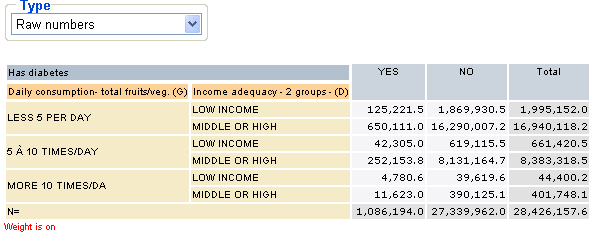 Type
Raw numbers
Has diabetes YES NO Total
Daily consumption- total fruits/veg. (G) Income adequacy - 2 groups - (D)
LESS 5 PER DAY LOW INCOME 125,221.5 1,869,930.5 1,995,152.0
MIDDLE OR HIGH 650,111.0 16,290,007.2 16,940,118.2
5 À 10 TIMES/DAY LOW INCOME 42,305.0 619,115.5 661,420.5
MIDDLE OR HIGH 252,153.8 8,131,164.7 8,383,318.5
MORE 10 TIMES/DA LOW INCOME 4,780.6 39,619.6 44,400.2
MIDDLE OR HIGH 11,623.0 390,125.1 401,748.1
N= 1,086,194.0 27,339,962.0 28,426,157.6
Weight is on